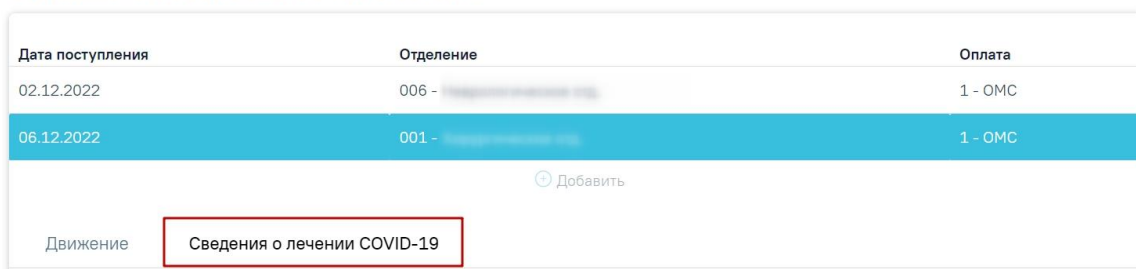 Дата поступления Отделение Оплата
02.12.2022 006 - 1 - ОМС
06.12.2022 001 - 1 - ОМС
Добавить
Движение Сведения о лечении COVID-19